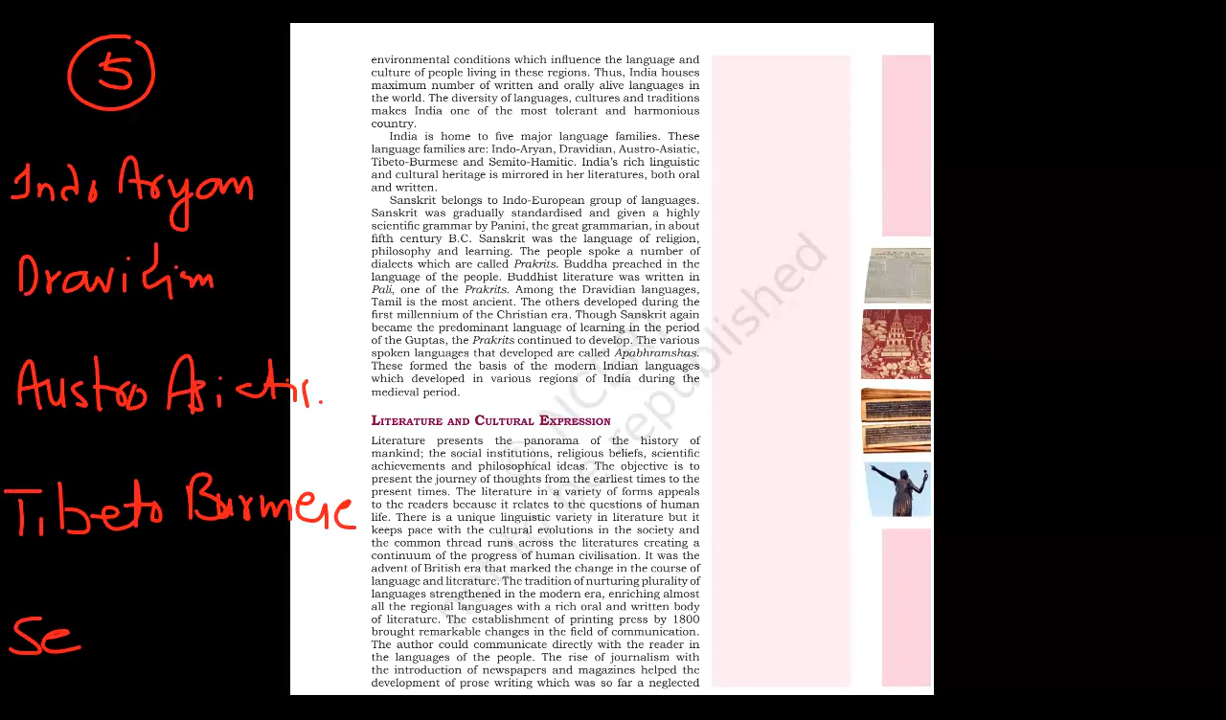 5
Indo Aryan
Dravidian
Austro Asiatic.
Tibeto Burmese
Se
environmental conditions which influence the language and
culture of people living in these regions. Thus, India houses
maximum number of written and orally alive languages in
the world. The diversity of languages, cultures and traditions
makes India one of the most tolerant and harmonious
country.
India is home to five major language families. These
language families are: Indo-Aryan, Dravidian, Austro-Asiatic,
Tibeto-Burmese and Semito-Hamitic. India's rich linguistic
and cultural heritage is mirrored in her literatures, both oral
and written.
Sanskrit belongs to Indo-European group of languages.
Sanskrit was gradually standardised and given a highly
scientific grammar by Panini, the great grammarian, in about
fifth century B.C. Sanskrit was the language of religion,
philosophy and learning. The people spoke a number of
dialects which are called Prakrits. Buddha preached in the
language of the people. Buddhist literature was written in
Pali, one of the Prakrits. Among the Dravidian languages,
Tamil is the most ancient. The others developed during the
first millennium of the Christian era. Though Sanskrit again
became the predominant language of learning in the period
of the Guptas, the Prakrits continued to develop. The various
spoken languages that developed are called Apabhramshas.
These formed the basis of the modern Indian languages
which developed in various regions of India during the
medieval period.
LITERATURE AND CULTURAL EXPRESSION
Literature presents the panorama of the history of
mankind; the social institutions, religious beliefs, scientific
achievements and philosophical ideas. The objective is to
present the journey of thoughts from the earliest times to the
present times. The literature in a variety of forms appeals
to the readers because it relates to the questions of human
life. There is a unique linguistic variety in literature but it
keeps pace with the cultural evolutions in the society and
the common thread runs across the literatures creating a
continuum of the progress of human civilisation. It was the
advent of British era that marked the change in the course of
language and literature. The tradition of nurturing plurality of
languages strengthened in the modern era, enriching almost
all the regional languages with a rich oral and written body
of literature. The establishment of printing press by 1800
brought remarkable changes in the field of communication.
The author could communicate directly with the reader in
the languages of the people. The rise of journalism with
the introduction of newspapers and magazines helped the
development of prose writing which was so far a neglected
© NCERT
not to be republished